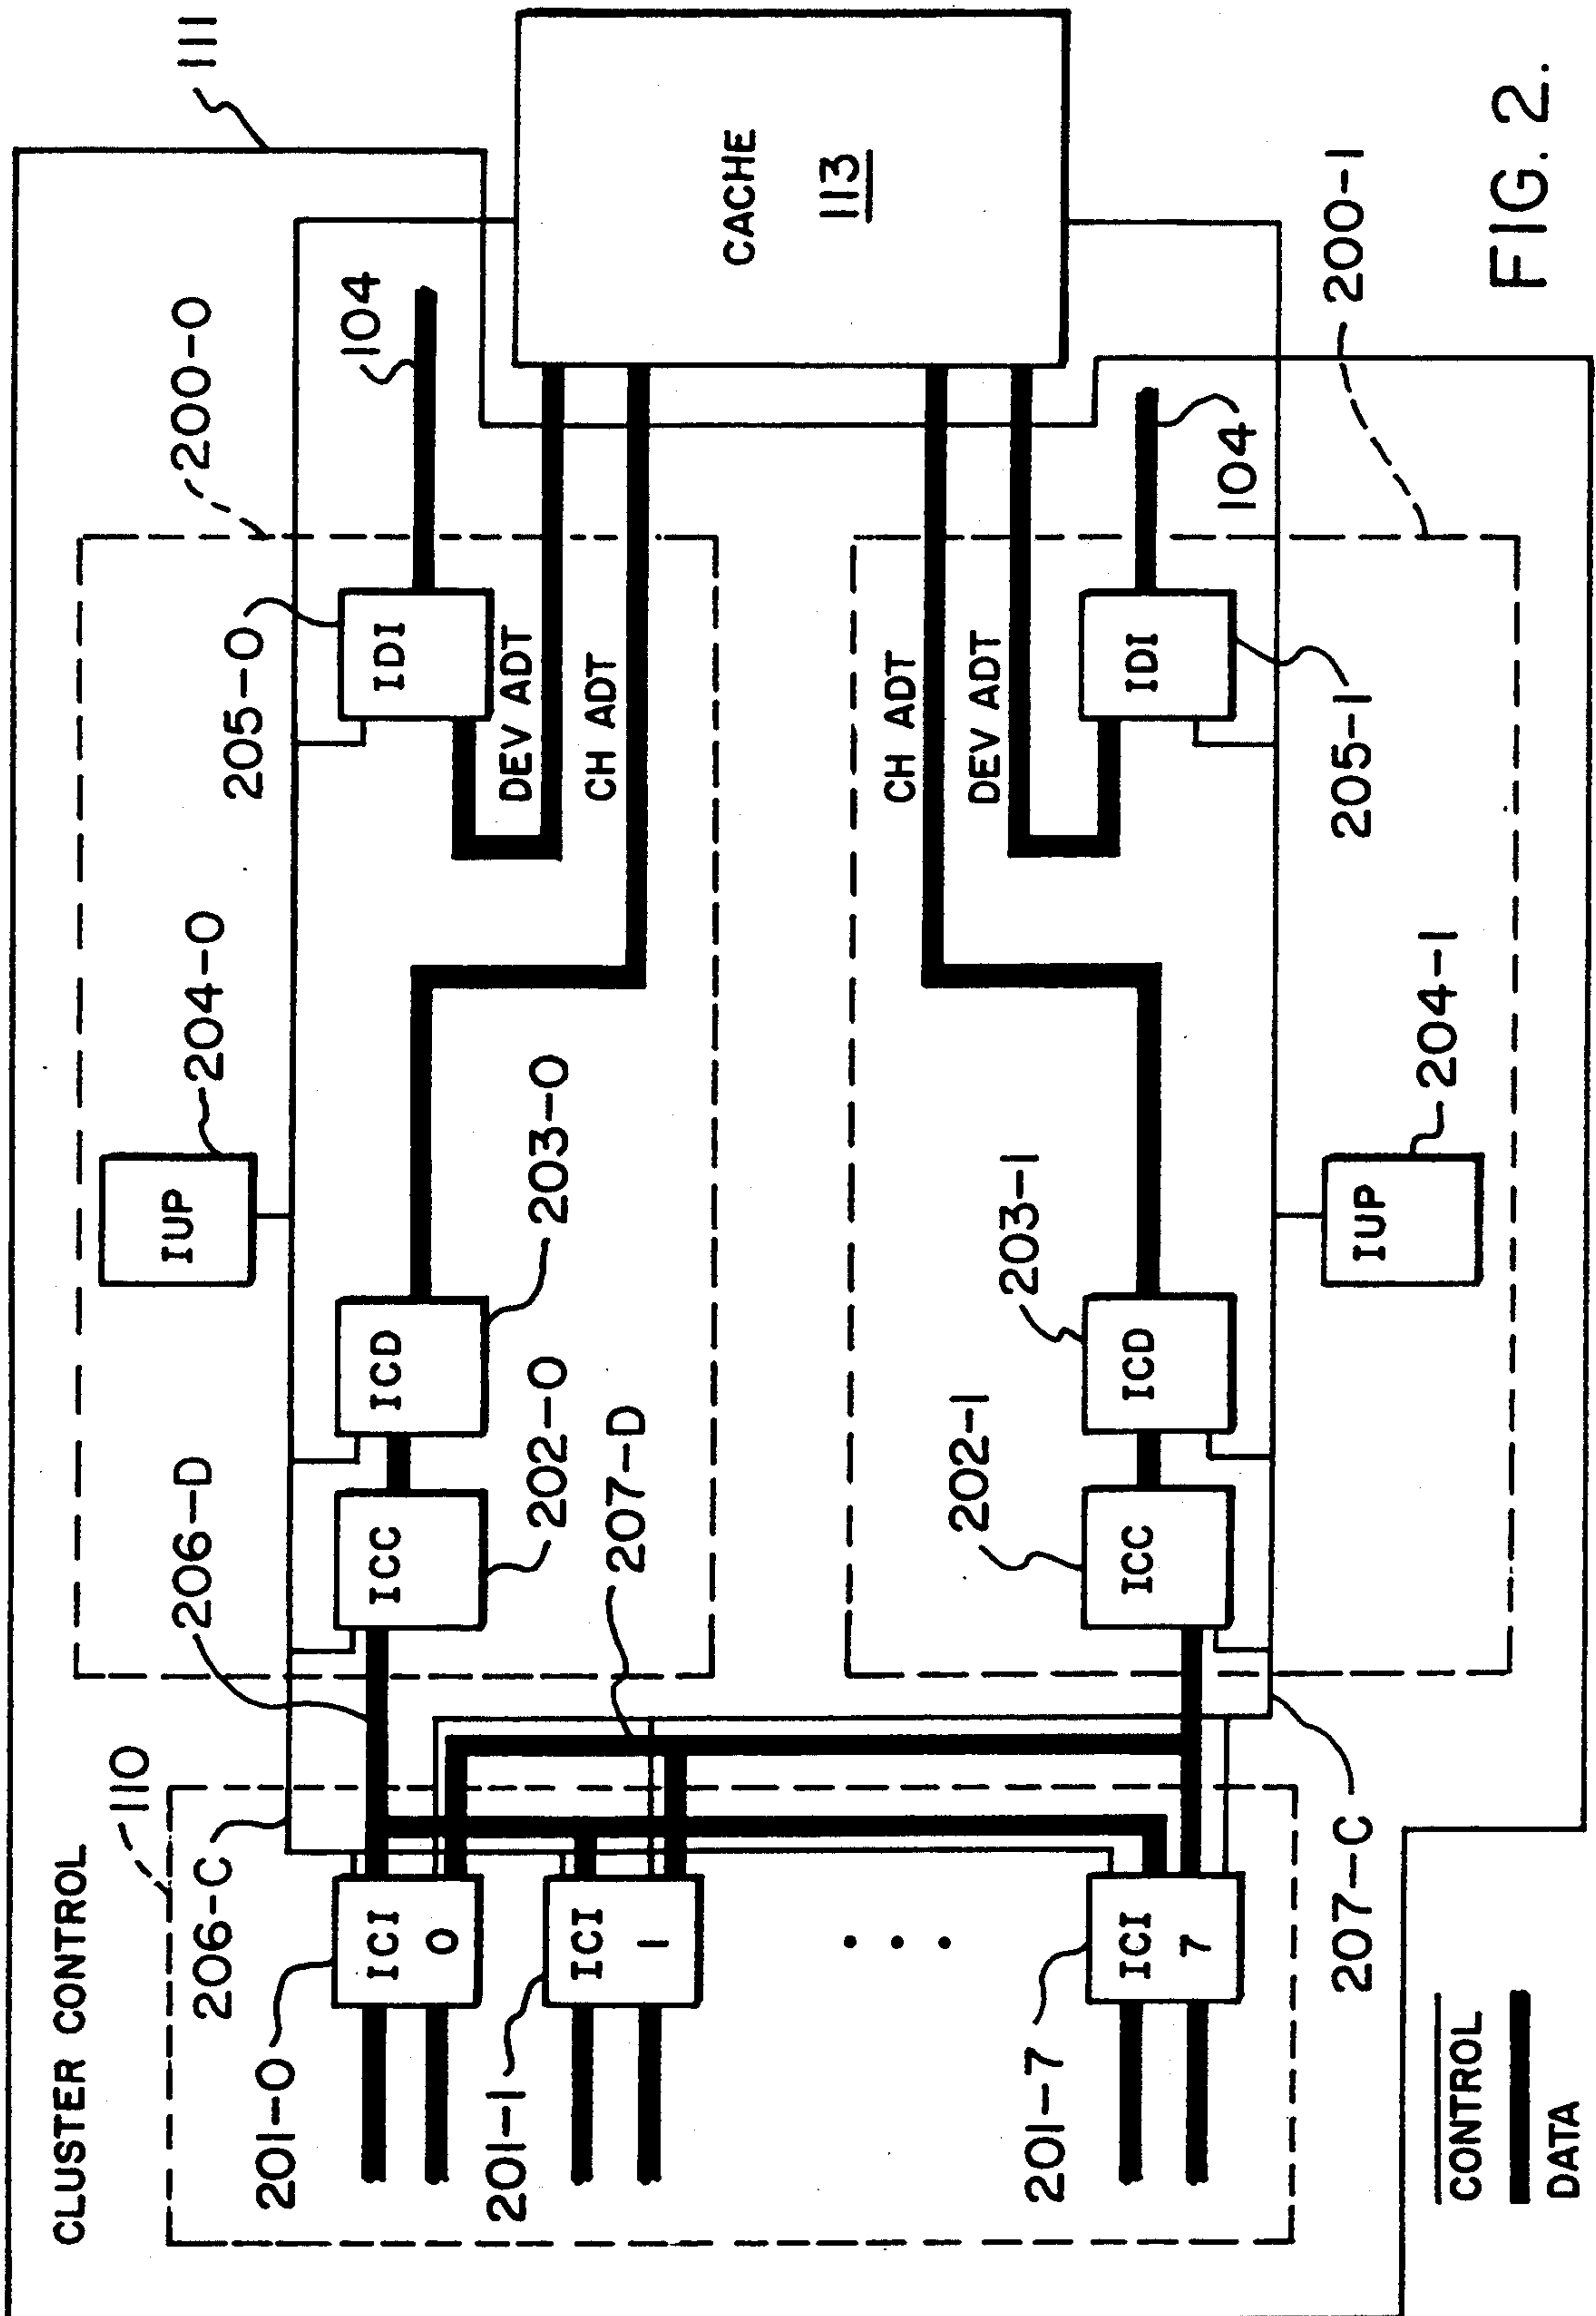 CLUSTER CONTROL
111
110
206-C
206-D
204-0
205-0
200-0
IUP
104
201-0
ICI
0
ICC
ICD
IDI
DEV ADT
CH ADT
202-0
203-0
201-1
ICI
1
207-D
CACHE
113
CH ADT
DEV ADT
202-1
203-1
201-7
ICI
7
ICC
ICD
IDI
104
205-1
IUP
204-1
200-1
207-C
CONTROL
DATA
FIG. 2.